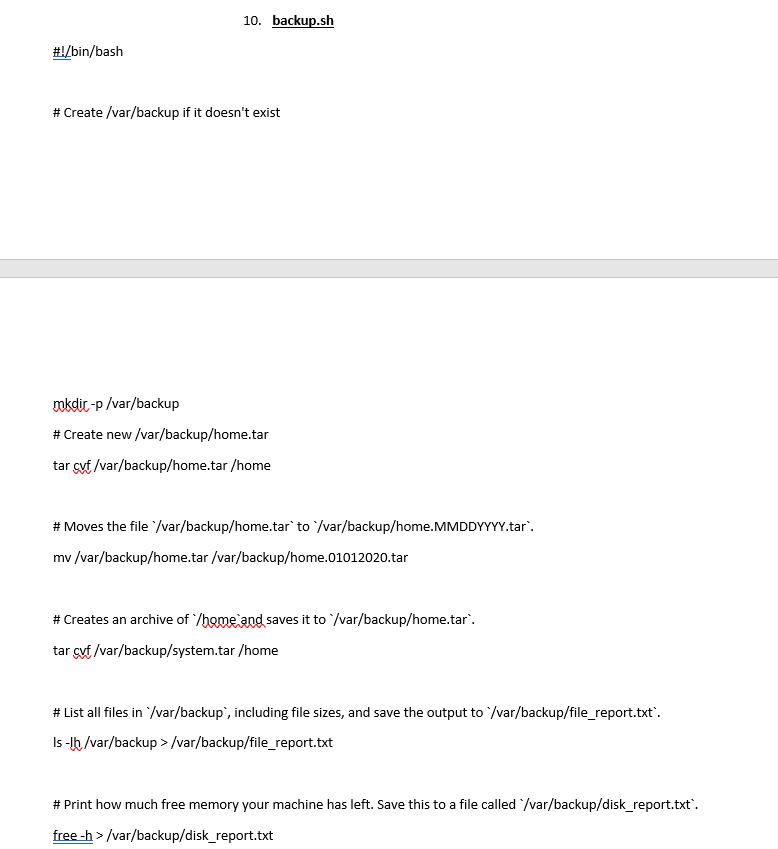 10. backup.sh
#!/bin/bash
# Create /var/backup if it doesn't exist
mkdir -p /var/backup
# Create new /var/backup/home.tar
tar cvf /var/backup/home.tar /home
# Moves the file `/var/backup/home.tar` to `/var/backup/home.MMDDYYYY.tar`.
mv /var/backup/home.tar /var/backup/home.01012020.tar
# Creates an archive of `/home`and saves it to `/var/backup/home.tar`.
tar cvf /var/backup/system.tar /home
# List all files in `/var/backup`, including file sizes, and save the output to `/var/backup/file_report.txt`.
ls -lh /var/backup > /var/backup/file_report.txt
# Print how much free memory your machine has left. Save this to a file called `/var/backup/disk_report.txt`.
free -h > /var/backup/disk_report.txt